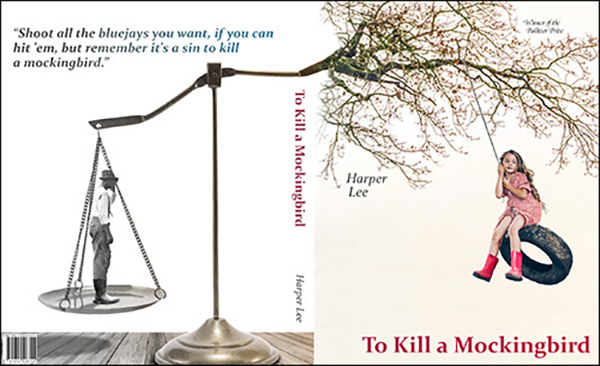 “Shoot all the bluejays you want, if you can
hit ’em, but remember it’s a sin to kill
a mockingbird.”
To Kill a Mockingbird
Harper Lee
Winner of the
Pulitzer Prize
Harper
Lee
To Kill a Mockingbird